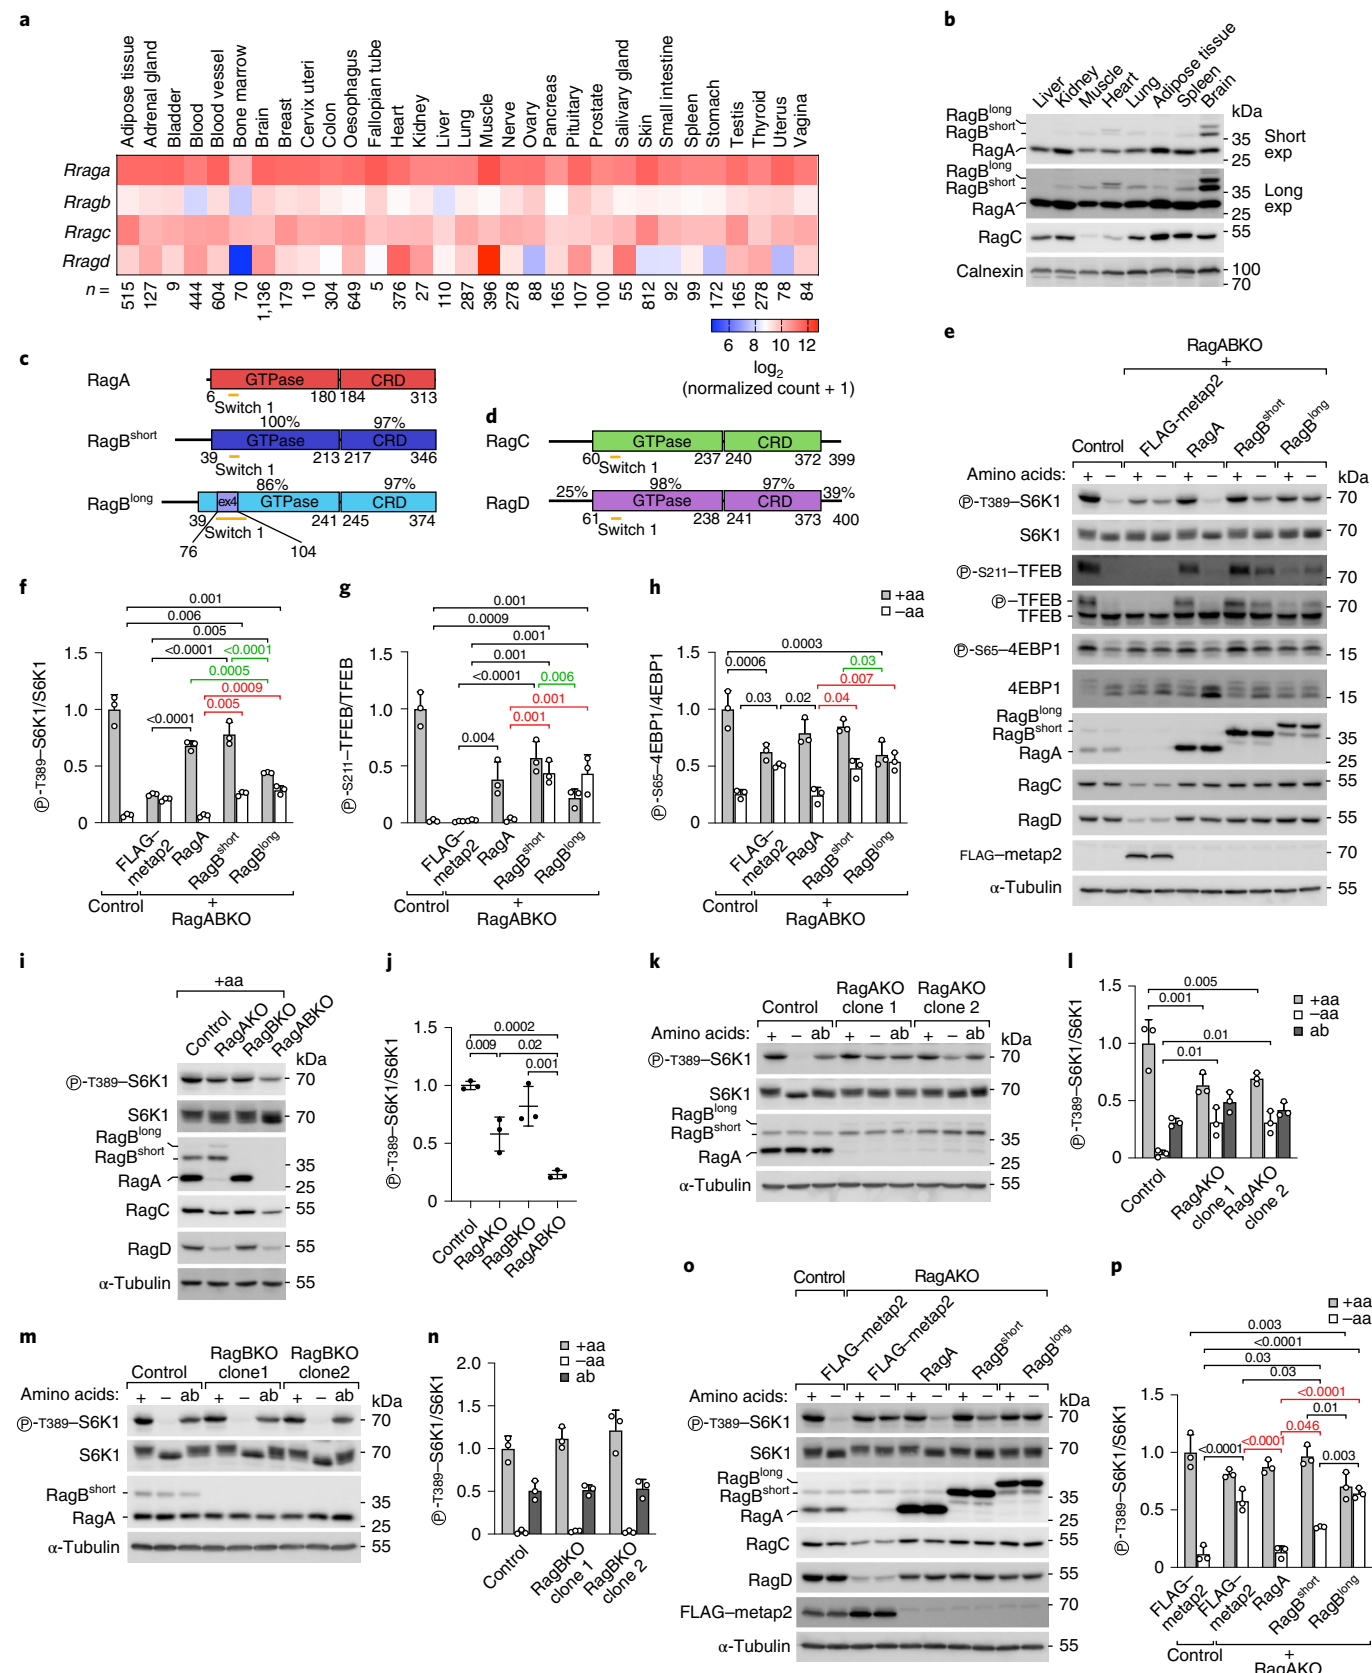 a
Adipose tissue
Adrenal gland
Bladder
Blood
Blood vessel
Bone marrow
Brain
Breast
Cervix uteri
Colon
Oesophagus
Fallopian tube
Heart
Kidney
Liver
Lung
Muscle
Nerve
Ovary
Pancreas
Pituitary
Prostate
Salivary gland
Skin
Small intestine
Spleen
Stomach
Testis
Thyroid
Uterus
Vagina
Rraga
Rragb
Rragc
Rragd
n =
515 127 9 444 604 70 1,136 179 10 304 649 5 376 27 110 287 396 278 88 165 107 100 55 812 92 99 172 165 278 78 84
6 8 10 12
log2
(normalized count + 1)
b
Liver
Kidney
Muscle
Heart
Lung
Adipose tissue
Spleen
Brain
kDa
RagBlong
RagBshort
RagA
35
25
Short
exp
RagBlong
RagBshort
RagA
35
25
Long
exp
RagC
55
Calnexin
100
70
c
RagA
GTPase CRD
6 180 184 313
Switch 1
100% 97%
RagBshort
GTPase CRD
39 213 217 346
Switch 1
86% 97%
RagBlong
ex4 GTPase CRD
39 241 245 374
Switch 1
76 104
d
RagC
GTPase CRD
60 237 240 372 399
Switch 1
25% 98% 97% 39%
RagD
GTPase CRD
61 238 241 373 400
Switch 1
e
RagABKO
+
Control
FLAG–metap2
RagA
RagBshort
RagBlong
Amino acids: + − + − + − + − + − kDa
Ⓟ-T389–S6K1 70
S6K1 70
Ⓟ-S211–TFEB 70
Ⓟ–TFEB
TFEB
70
Ⓟ-S65–4EBP1 15
4EBP1 15
RagBlong
RagBshort
RagA
35
25
RagC 55
RagD 55
FLAG–metap2 70
α-Tubulin 55
f
0.001
0.006
0.005
<0.0001 <0.0001
0.0005
0.0009
0.005
<0.0001
Ⓟ-T389–S6K1/S6K1
1.5
1.0
0.5
0
FLAG–
metap2
RagA
RagBshort
RagBlong
Control
+
RagABKO
g
0.001
0.0009
0.001
0.001
<0.0001 0.006
0.001
0.001
0.004
Ⓟ-S211–TFEB/TFEB
1.5
1.0
0.5
0
FLAG–
metap2
RagA
RagBshort
RagBlong
Control
+
RagABKO
h
+aa
−aa
0.0003
0.0006 0.03
0.007
0.03 0.02 0.04
Ⓟ-S65–4EBP1/4EBP1
1.5
1.0
0.5
0
FLAG–
metap2
RagA
RagBshort
RagBlong
Control
+
RagABKO
i
+aa
Control
RagAKO
RagBKO
RagABKO
kDa
Ⓟ-T389–S6K1 70
S6K1 70
RagBlong
RagBshort
RagA
35
25
RagC 55
RagD 55
α-Tubulin 55
j
0.0002
0.009 0.02
0.001
Ⓟ-T389–S6K1/S6K1
1.5
1.0
0.5
0
Control
RagAKO
RagBKO
RagABKO
k
Control
RagAKO
clone 1
RagAKO
clone 2
Amino acids: + − ab + − ab + − ab kDa
Ⓟ-T389–S6K1 70
S6K1 70
RagBlong
RagBshort
RagA
35
25
α-Tubulin 55
l
0.005
0.001
0.01
0.01
+aa
−aa
ab
Ⓟ-T389–S6K1/S6K1
1.5
1.0
0.5
0
Control
RagAKO
clone 1
RagAKO
clone 2
m
Control
RagBKO
clone1
RagBKO
clone2
Amino acids: + − ab + − ab + − ab kDa
Ⓟ-T389–S6K1 70
S6K1 70
RagBshort
RagA
35
25
α-Tubulin 55
n
+aa
−aa
ab
Ⓟ-T389–S6K1/S6K1
2.0
1.5
1.0
0.5
0
Control
RagBKO
clone 1
RagBKO
clone 2
o
Control
RagAKO
FLAG–metap2
FLAG–metap2
RagA
RagBshort
RagBlong
Amino acids: + − + − + − + − + − kDa
Ⓟ-T389–S6K1 70
S6K1 70
RagBlong
RagBshort
RagA
35
25
RagC 55
RagD 55
FLAG–metap2 70
α-Tubulin 55
p
+aa
−aa
0.003
<0.0001
0.03
0.03
<0.0001
0.01
0.046
<0.0001 <0.0001 0.003
Ⓟ-T389–S6K1/S6K1
1.5
1.0
0.5
0
FLAG–
metap2
FLAG–
metap2
RagA
RagBshort
RagBlong
Control
+
RagAKO